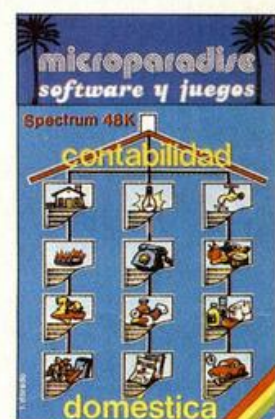 microparadise
software y juegos
Spectrum 48K
contabilidad
doméstica